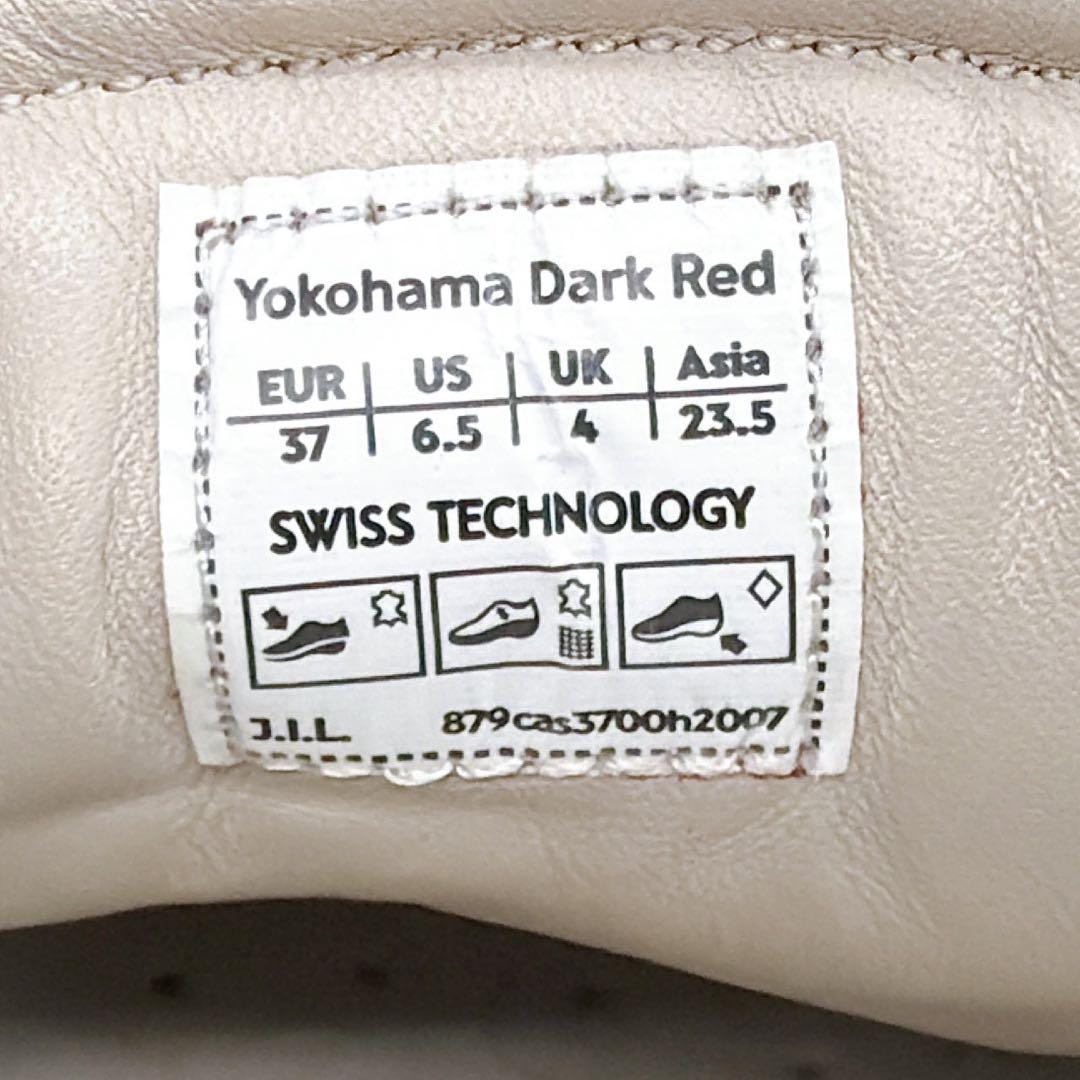 Yokohama Dark Red
EUR | US | UK | Asia
37 | 6.5 | 4 | 23.5
SWISS TECHNOLOGY
J.I.L. 879cas3700h2007